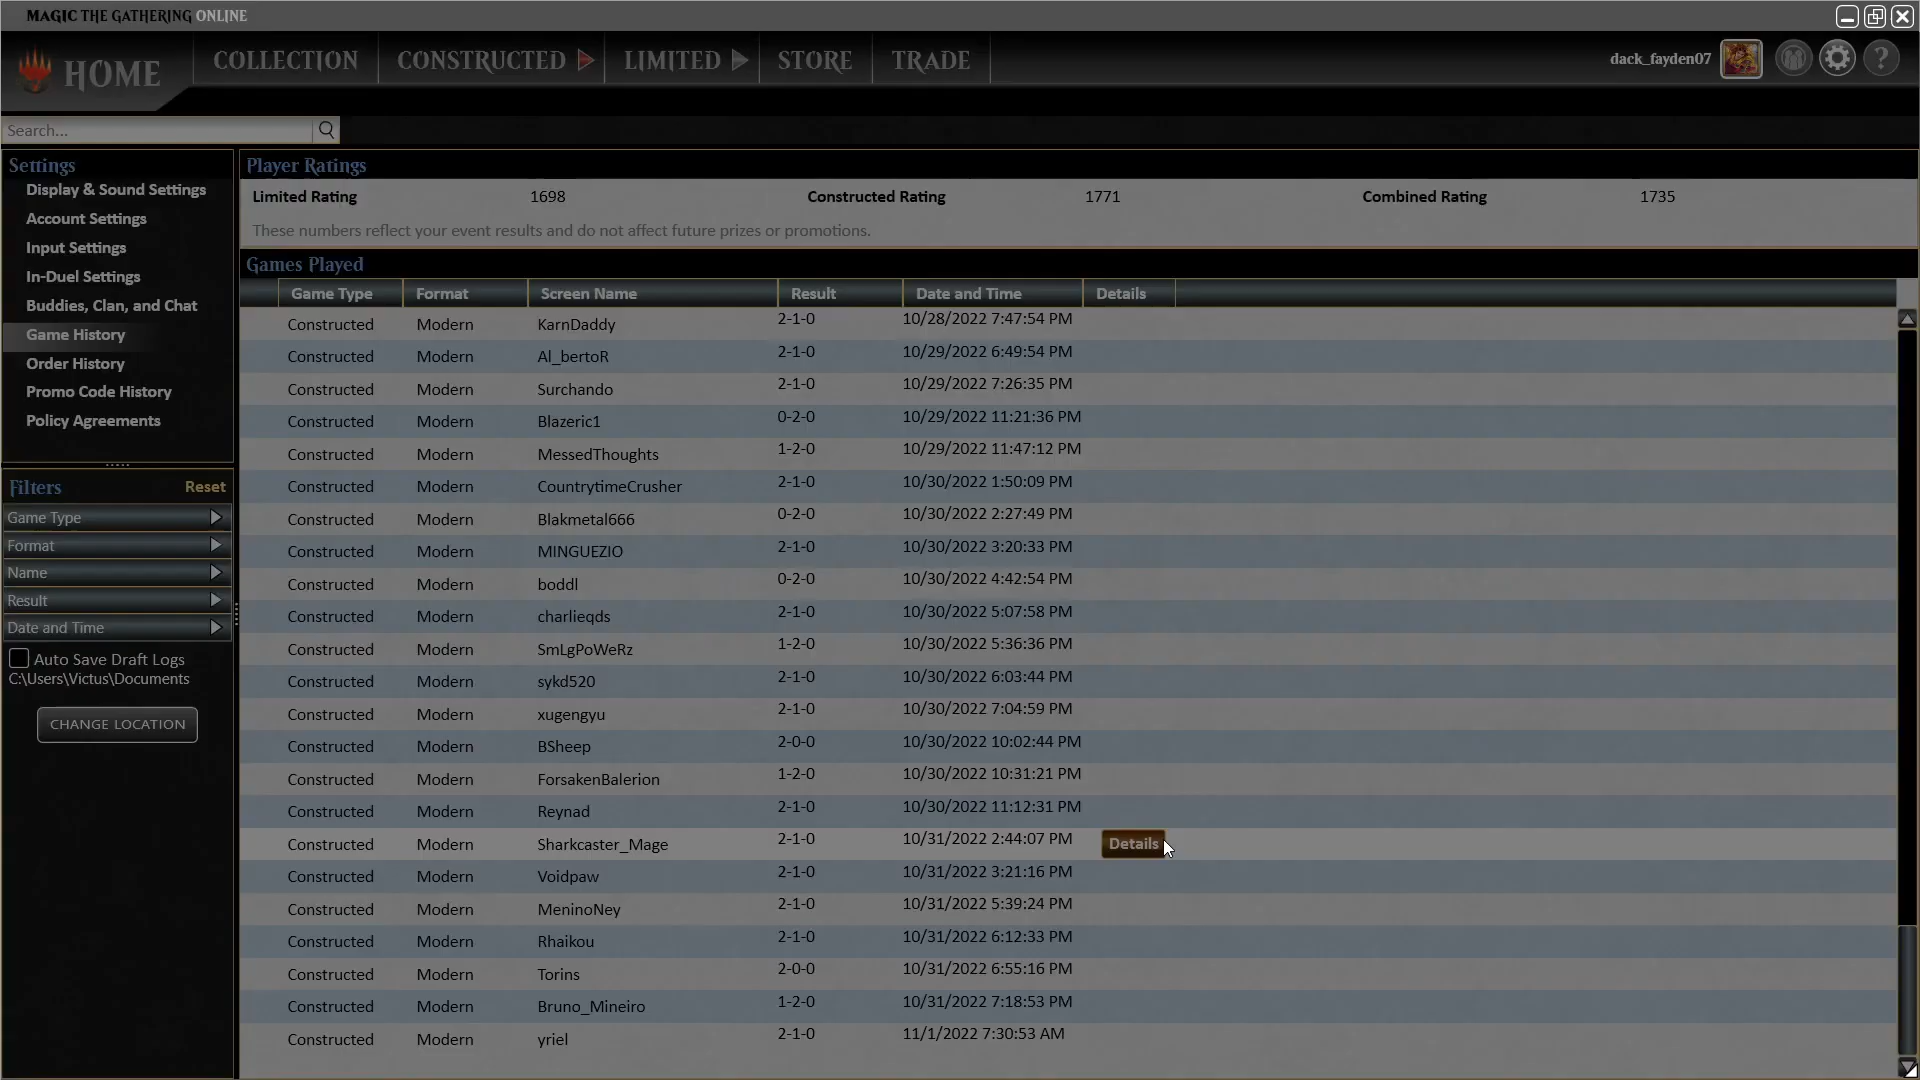 MAGIC THE GATHERING ONLINE
HOME
COLLECTION
CONSTRUCTED
LIMITED
STORE
TRADE
dack_fayden07
?
Search...
Settings
Display & Sound Settings
Account Settings
Input Settings
In-Duel Settings
Buddies, Clan, and Chat
Game History
Order History
Promo Code History
Policy Agreements
Filters Reset
Game Type
Format
Name
Result
Date and Time
Auto Save Draft Logs
C:\Users\Victus\Documents
CHANGE LOCATION
Player Ratings
Limited Rating 1698 Constructed Rating 1771 Combined Rating 1735
These numbers reflect your event results and do not affect future prizes or promotions.
Games Played
Game Type Format Screen Name Result Date and Time Details
Constructed Modern KarnDaddy 2-1-0 10/28/2022 7:47:54 PM
Constructed Modern Al_bertoR 2-1-0 10/29/2022 6:49:54 PM
Constructed Modern Surchando 2-1-0 10/29/2022 7:26:35 PM
Constructed Modern Blazeric1 0-2-0 10/29/2022 11:21:36 PM
Constructed Modern MessedThoughts 1-2-0 10/29/2022 11:47:12 PM
Constructed Modern CountrytimeCrusher 2-1-0 10/30/2022 1:50:09 PM
Constructed Modern Blakmetal666 0-2-0 10/30/2022 2:27:49 PM
Constructed Modern MINGUEZIO 2-1-0 10/30/2022 3:20:33 PM
Constructed Modern boddl 0-2-0 10/30/2022 4:42:54 PM
Constructed Modern charlieqds 2-1-0 10/30/2022 5:07:58 PM
Constructed Modern SmLgPoWeRz 1-2-0 10/30/2022 5:36:36 PM
Constructed Modern sykd520 2-1-0 10/30/2022 6:03:44 PM
Constructed Modern xugengyu 2-1-0 10/30/2022 7:04:59 PM
Constructed Modern BSheep 2-0-0 10/30/2022 10:02:44 PM
Constructed Modern ForsakenBalerion 1-2-0 10/30/2022 10:31:21 PM
Constructed Modern Reynad 2-1-0 10/30/2022 11:12:31 PM
Constructed Modern Sharkcaster_Mage 2-1-0 10/31/2022 2:44:07 PM Details
Constructed Modern Voidpaw 2-1-0 10/31/2022 3:21:16 PM
Constructed Modern MeninoNey 2-1-0 10/31/2022 5:39:24 PM
Constructed Modern Rhaikou 2-1-0 10/31/2022 6:12:33 PM
Constructed Modern Torins 2-0-0 10/31/2022 6:55:16 PM
Constructed Modern Bruno_Mineiro 1-2-0 10/31/2022 7:18:53 PM
Constructed Modern yriel 2-1-0 11/1/2022 7:30:53 AM